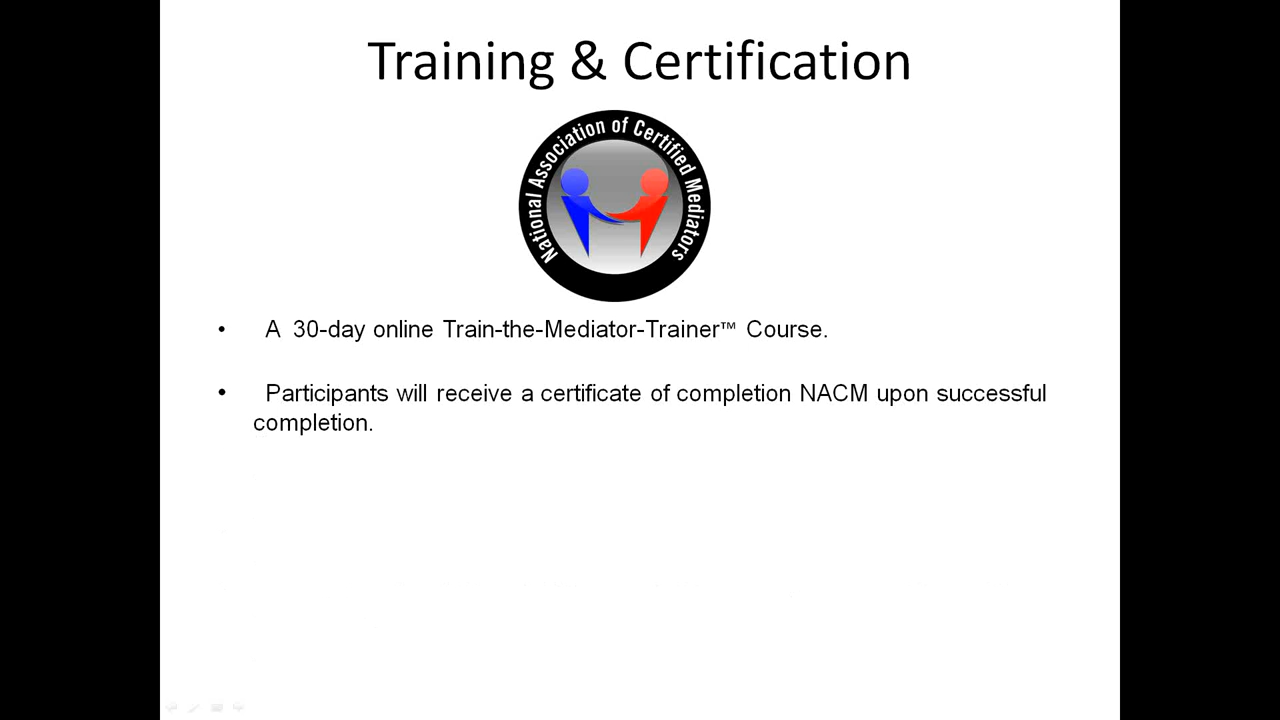 Training & Certification
National Association of Certified Mediators
• A 30-day online Train-the-Mediator-Trainer™ Course.
• Participants will receive a certificate of completion NACM upon successful
completion.